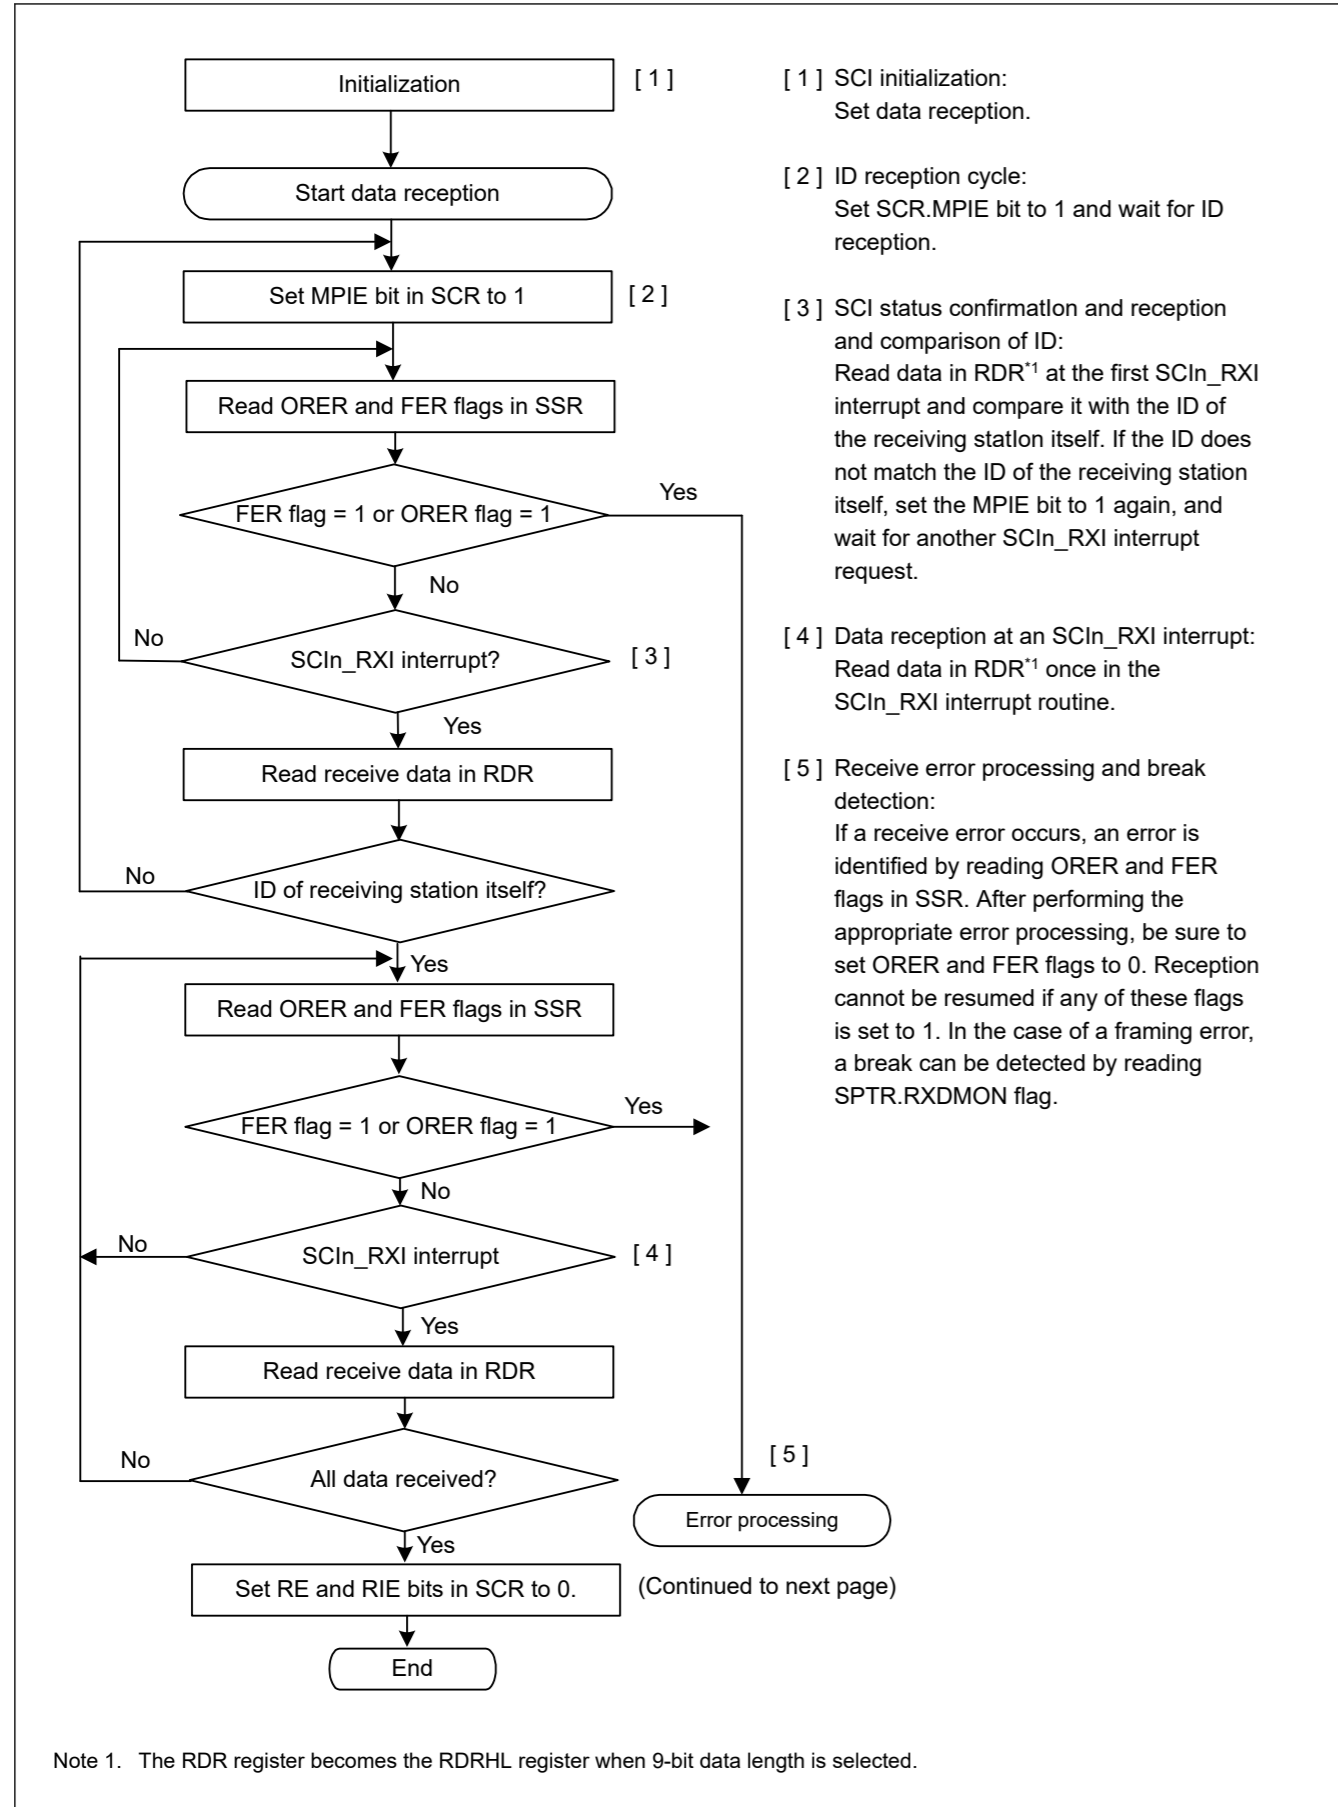 Initialization
[ 1 ]
Start data reception
Set MPIE bit in SCR to 1
[ 2 ]
Read ORER and FER flags in SSR
FER flag = 1 or ORER flag = 1
Yes
No
SCIn_RXI interrupt?
[ 3 ]
No
Yes
Read receive data in RDR
ID of receiving station itself?
No
Yes
Read ORER and FER flags in SSR
FER flag = 1 or ORER flag = 1
Yes
No
SCIn_RXI interrupt
[ 4 ]
No
Yes
Read receive data in RDR
All data received?
No
Yes
[ 5 ]
Error processing
Set RE and RIE bits in SCR to 0.
(Continued to next page)
End
[ 1 ] SCI initialization:
Set data reception.
[ 2 ] ID reception cycle:
Set SCR.MPIE bit to 1 and wait for ID
reception.
[ 3 ] SCI status confirmatIon and reception
and comparison of ID:
Read data in RDR*1 at the first SCIn_RXI
interrupt and compare it with the ID of
the receiving statIon itself. If the ID does
not match the ID of the receiving station
itself, set the MPIE bit to 1 again, and
wait for another SCIn_RXI interrupt
request.
[ 4 ] Data reception at an SCIn_RXI interrupt:
Read data in RDR*1 once in the
SCIn_RXI interrupt routine.
[ 5 ] Receive error processing and break
detection:
If a receive error occurs, an error is
identified by reading ORER and FER
flags in SSR. After performing the
appropriate error processing, be sure to
set ORER and FER flags to 0. Reception
cannot be resumed if any of these flags
is set to 1. In the case of a framing error,
a break can be detected by reading
SPTR.RXDMON flag.
Note 1. The RDR register becomes the RDRHL register when 9-bit data length is selected.